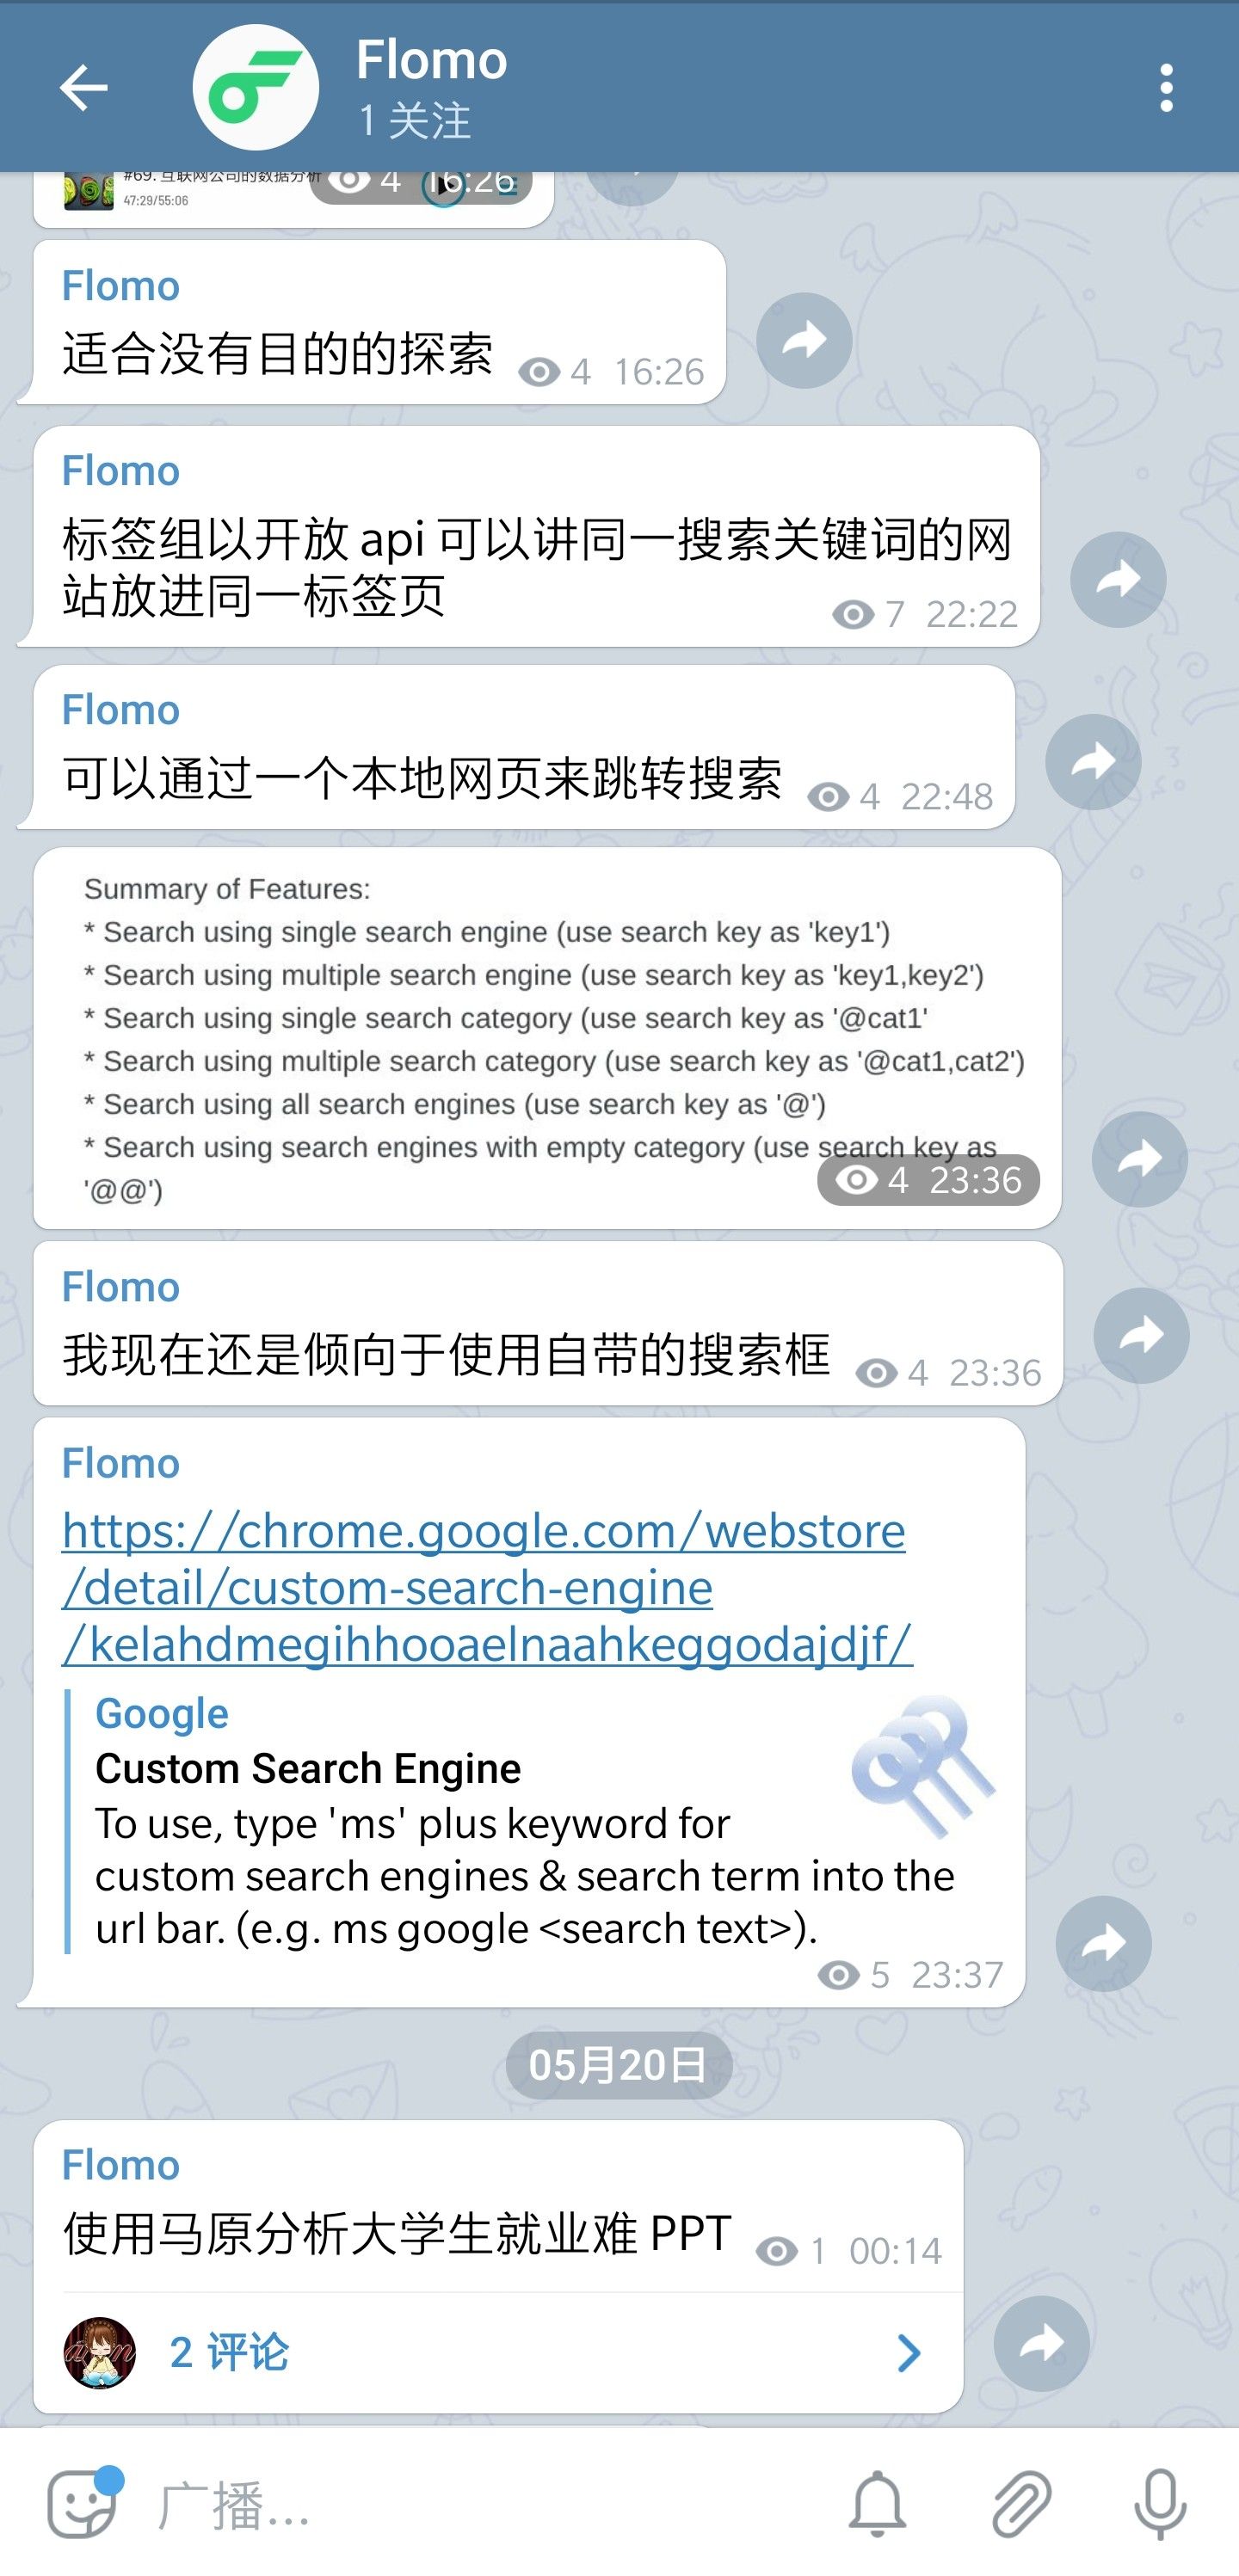 Flomo
1 关注
#69. 互联网公司的数据分析
47:29/55:06
4 16:26
Flomo
适合没有目的的探索
4 16:26
Flomo
标签组以开放 api 可以讲同一搜索关键词的网
站放进同一标签页
7 22:22
Flomo
可以通过一个本地网页来跳转搜索
4 22:48
Summary of Features:
* Search using single search engine (use search key as 'key1')
* Search using multiple search engine (use search key as 'key1,key2')
* Search using single search category (use search key as '@cat1'
* Search using multiple search category (use search key as '@cat1,cat2')
* Search using all search engines (use search key as '@')
* Search using search engines with empty category (use search key as
'@@')
4 23:36
Flomo
我现在还是倾向于使用自带的搜索框
4 23:36
Flomo
https://chrome.google.com/webstore
/detail/custom-search-engine
/kelahdmegihhooaelnaahkeggodajdjf/
Google
Custom Search Engine
To use, type 'ms' plus keyword for
custom search engines & search term into the
url bar. (e.g. ms google <search text>).
5 23:37
05月20日
Flomo
使用马原分析大学生就业难 PPT
1 00:14
2 评论
广播...